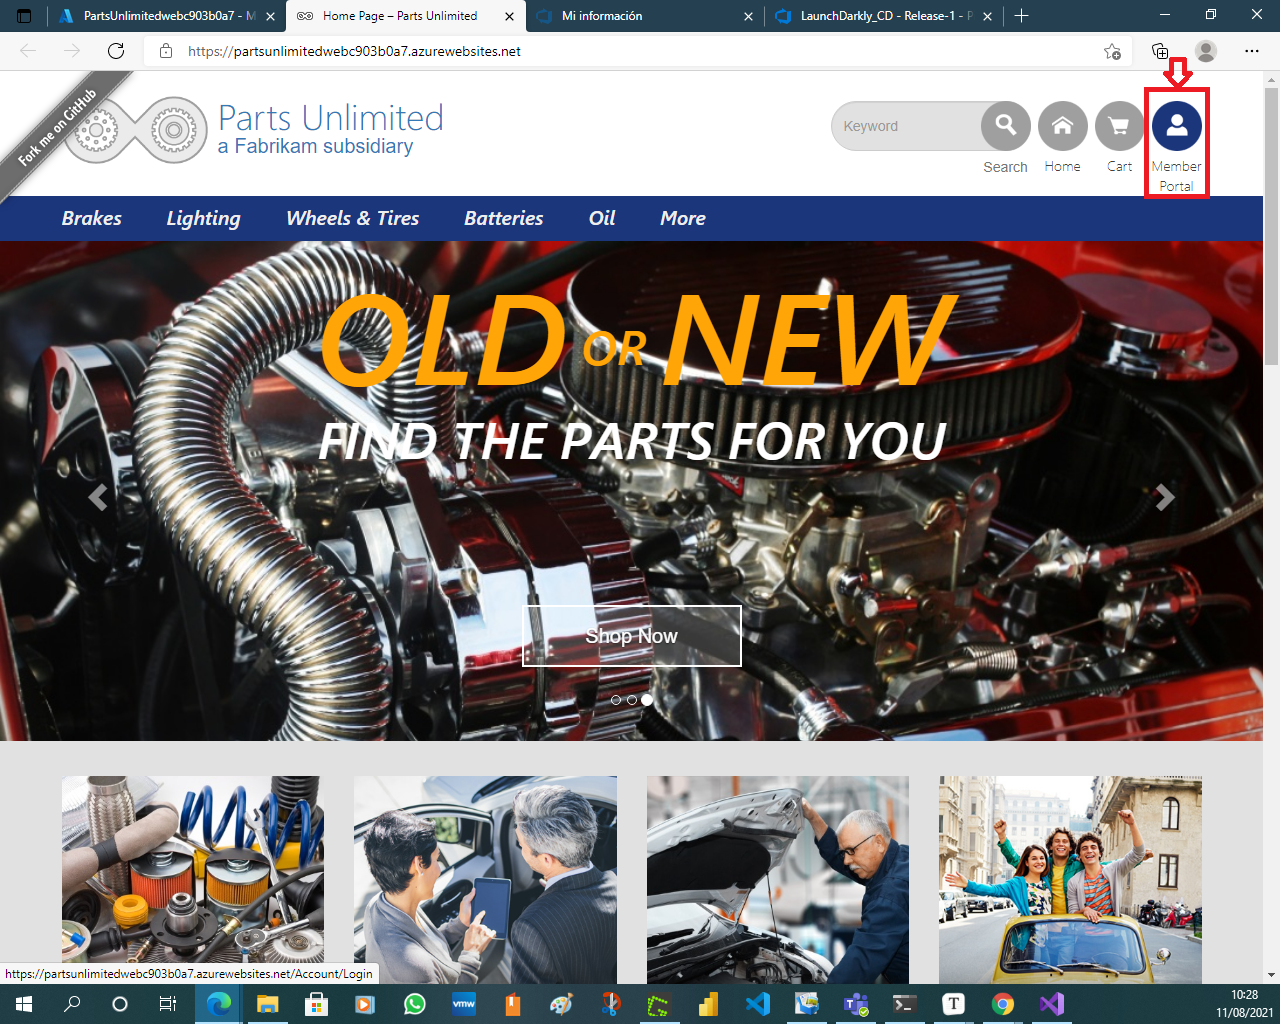 PartsUnlimitedwebc903b0a7 - M
Home Page – Parts Unlimited
Mi información
LaunchDarkly_CD - Release-1 - P
https://partsunlimitedwebc903b0a7.azurewebsites.net
Fork me on GitHub
Parts Unlimited
a Fabrikam subsidiary
Keyword
Search
Home
Cart
Member
Portal
Brakes
Lighting
Wheels & Tires
Batteries
Oil
More
OLD OR NEW
FIND THE PARTS FOR YOU
Shop Now
https://partsunlimitedwebc903b0a7.azurewebsites.net/Account/Login
vmw
T
10:28
11/08/2021